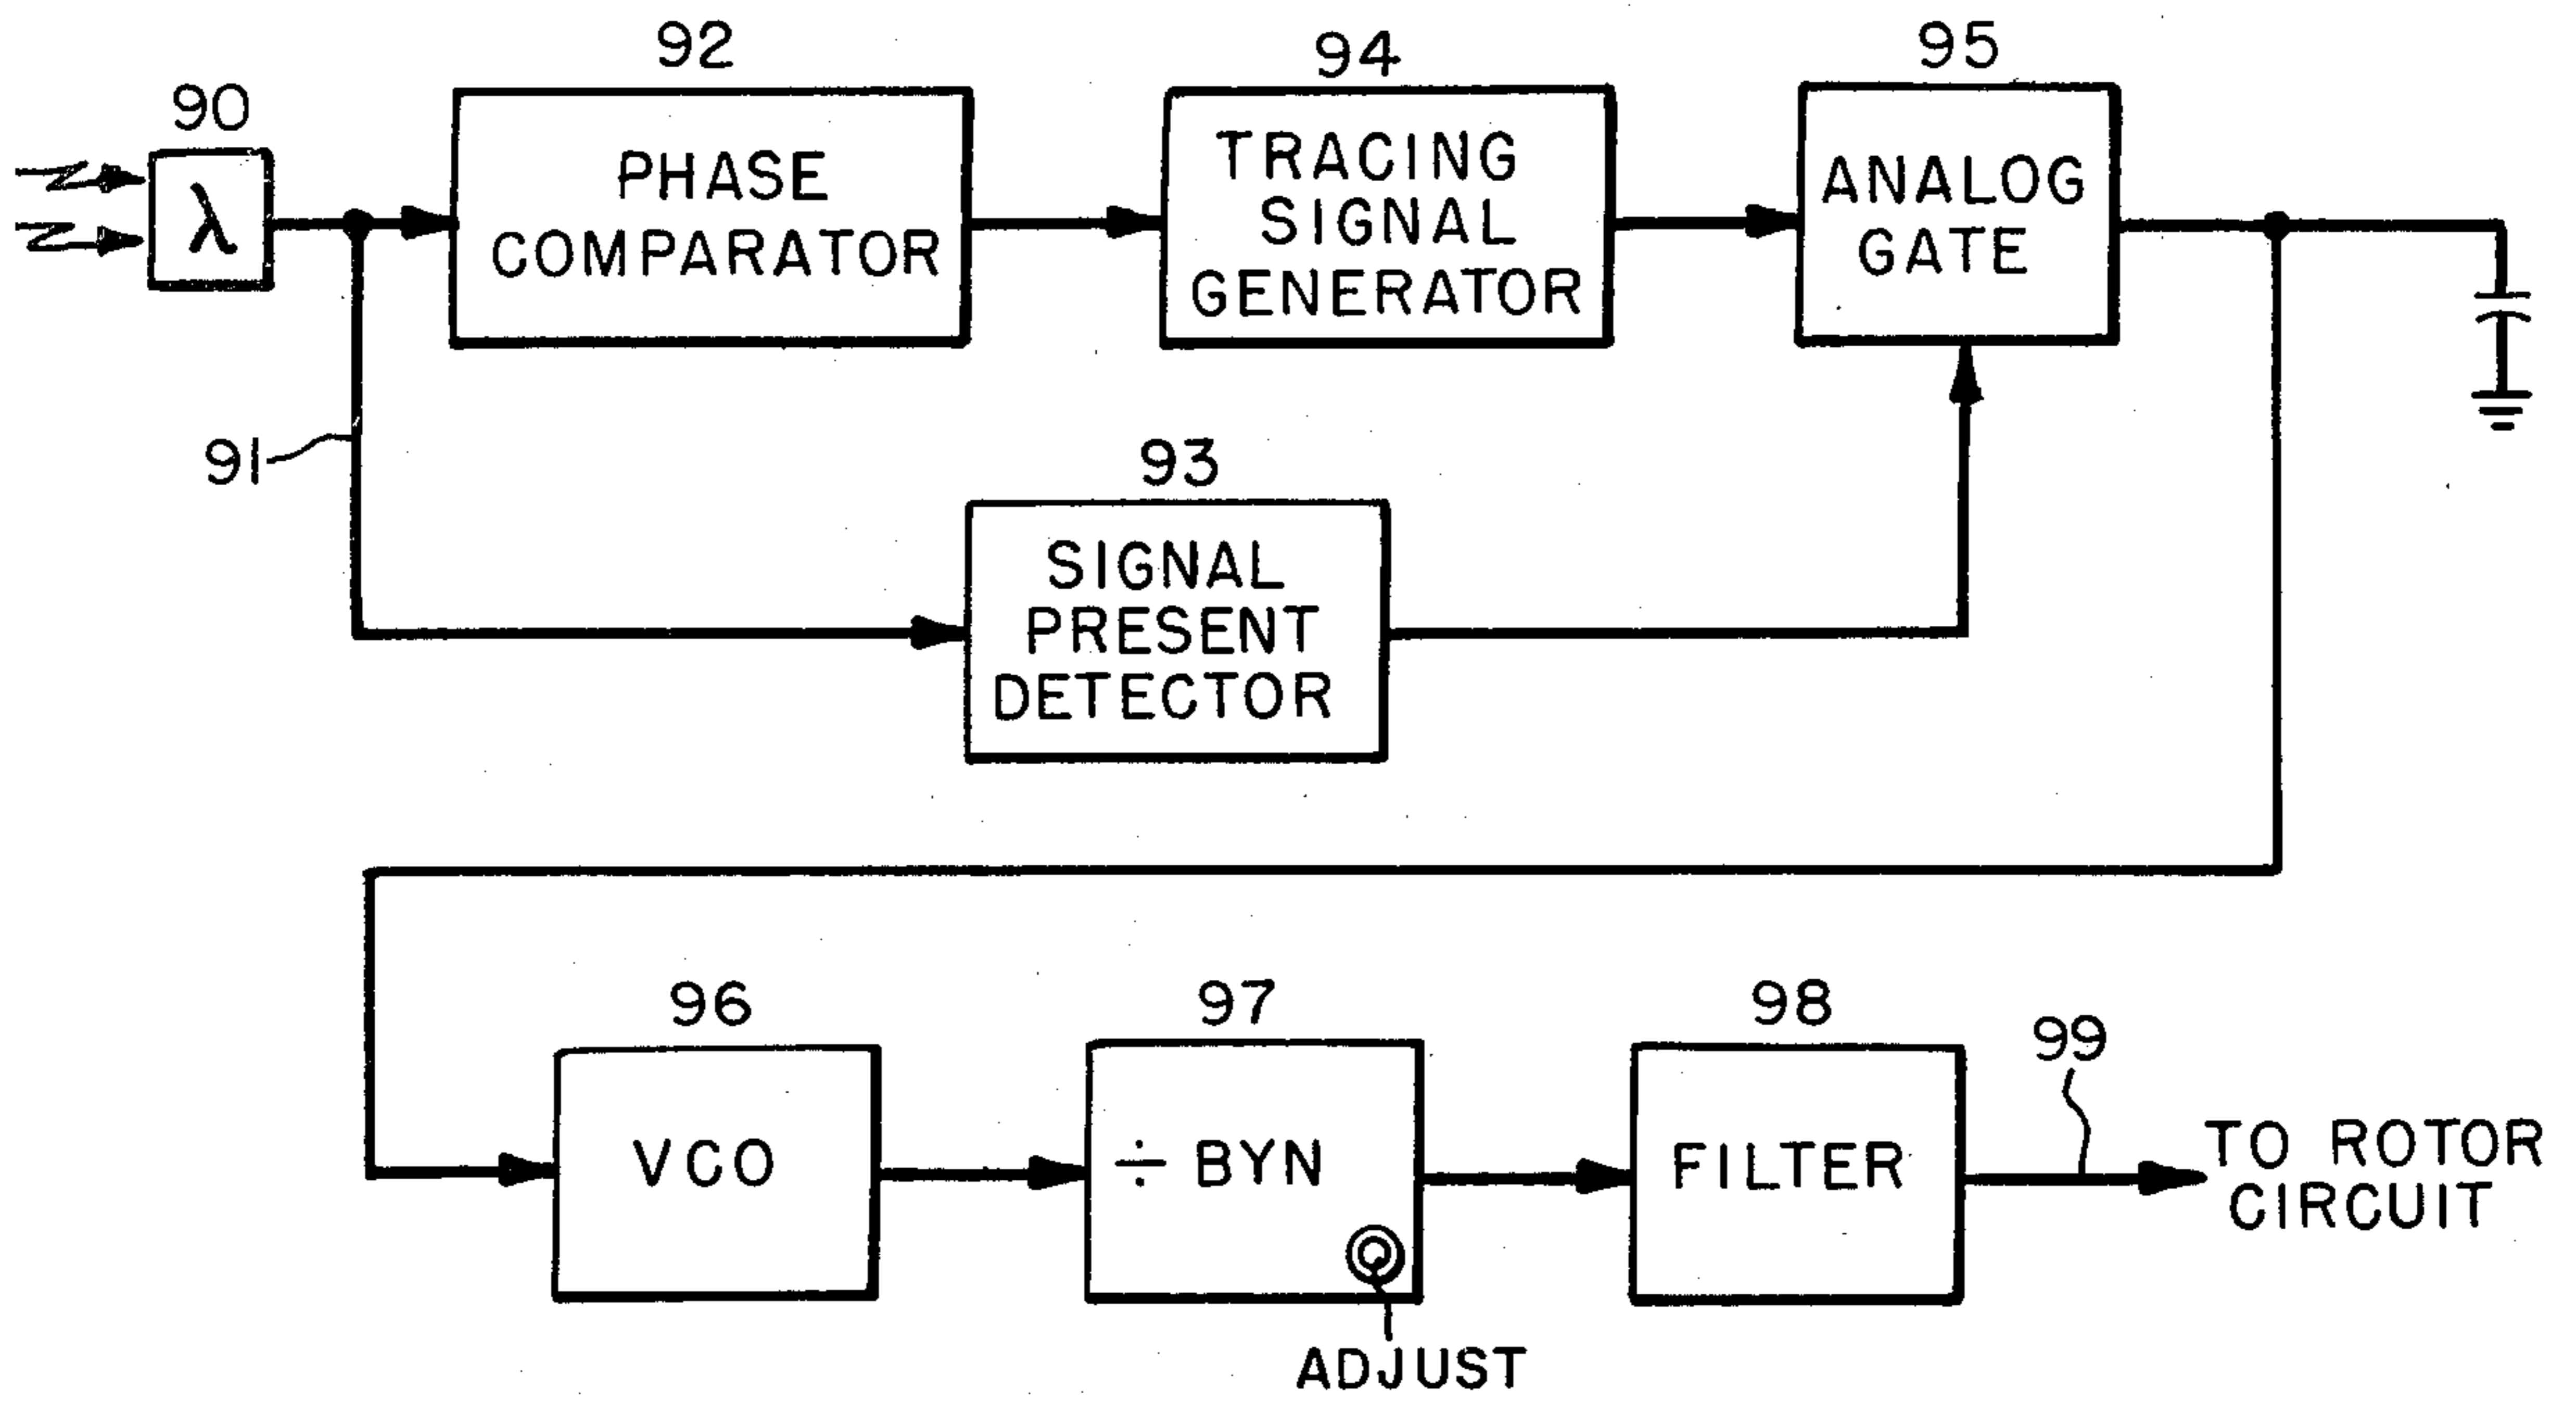 92
94
95
90
λ
PHASE
COMPARATOR
TRACING
SIGNAL
GENERATOR
ANALOG
GATE
91
93
SIGNAL
PRESENT
DETECTOR
96
97
98
99
VCO
÷ BYN
FILTER
TO ROTOR
CIRCUIT
ADJUST